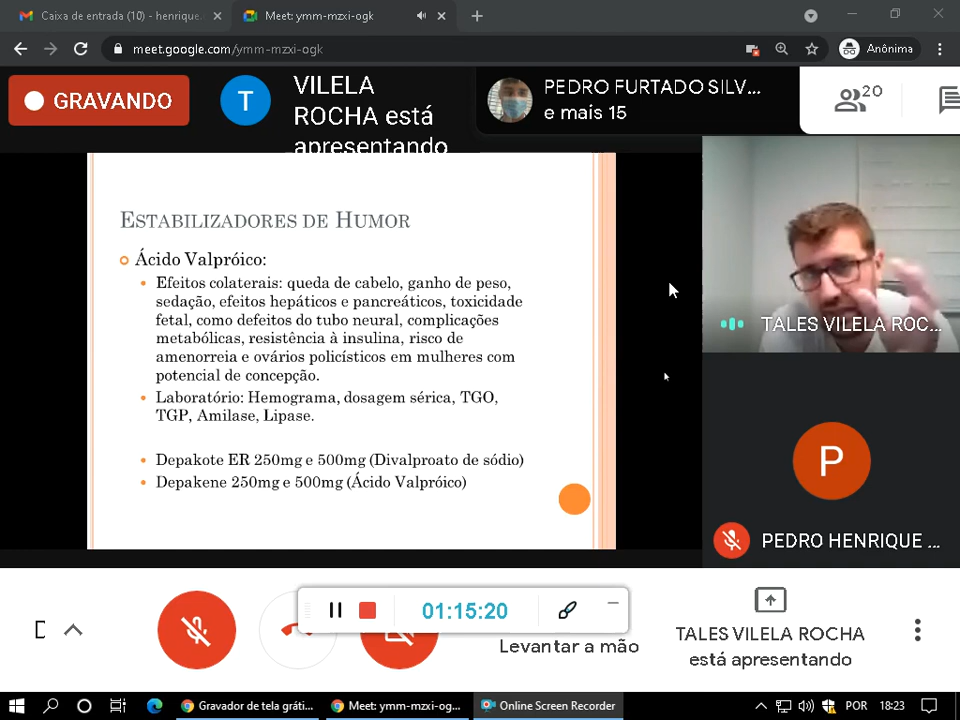 Caixa de entrada (10) - henrique.
Meet: ymm-mzxi-ogk
meet.google.com/ymm-mzxi-ogk
Anônima
GRAVANDO
T
VILELA
ROCHA está
apresentando
PEDRO FURTADO SILV...
e mais 15
20
ESTABILIZADORES DE HUMOR
Ácido Valpróico:
Efeitos colaterais: queda de cabelo, ganho de peso,
sedação, efeitos hepáticos e pancreáticos, toxicidade
fetal, como defeitos do tubo neural, complicações
metabólicas, resistência à insulina, risco de
amenorreia e ovários policísticos em mulheres com
potencial de concepção.
Laboratório: Hemograma, dosagem sérica, TGO,
TGP, Amilase, Lipase.
Depakote ER 250mg e 500mg (Divalproato de sódio)
Depakene 250mg e 500mg (Ácido Valpróico)
TALES VILELA ROC...
P
PEDRO HENRIQUE ...
01:15:20
Levantar a mão
TALES VILELA ROCHA
está apresentando
Gravador de tela gráti...
Meet: ymm-mzxi-og...
Online Screen Recorder
POR
18:23